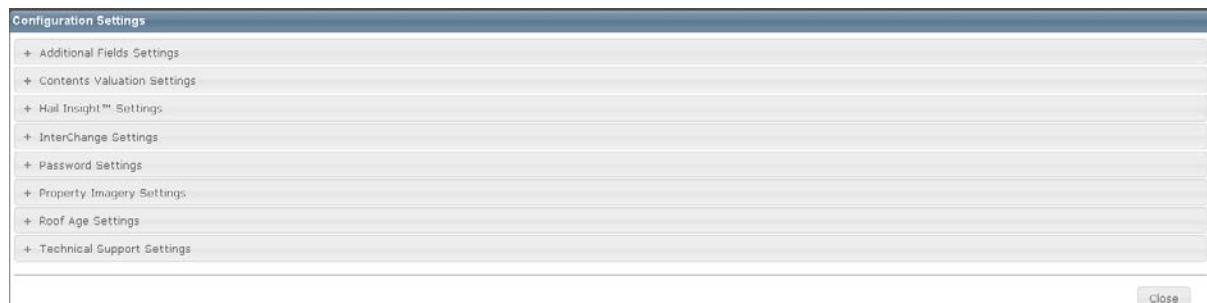 Configuration Settings
+ Additional Fields Settings
+ Contents Valuation Settings
+ Hail Insight™ Settings
+ InterChange Settings
+ Password Settings
+ Property Imagery Settings
+ Roof Age Settings
+ Technical Support Settings
Close